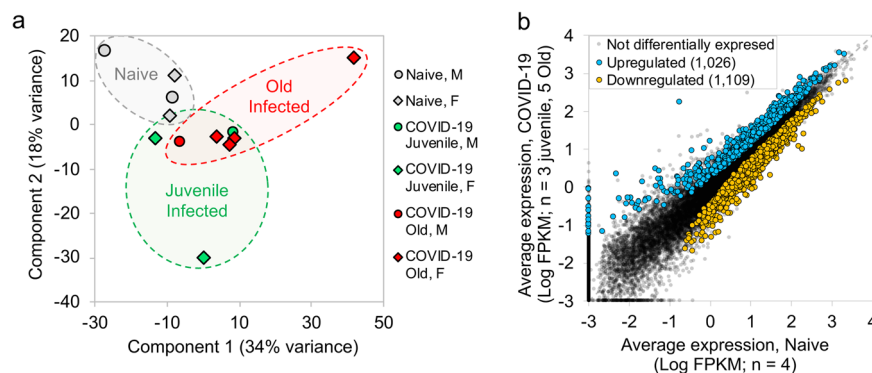 a
20
10
0
-10
-20
-30
-40
-30
-10
10
30
50
Component 2 (18% variance)
Component 1 (34% variance)
Naive
Old
Infected
Juvenile
Infected
Naive, M
Naive, F
COVID-19
Juvenile, M
COVID-19
Juvenile, F
COVID-19
Old, M
COVID-19
Old, F
b
Average expression, COVID-19
(Log FPKM; n = 3 juvenile, 5 Old)
4
3
2
1
0
-1
-2
-3
-3
-2
-1
0
1
2
3
4
Not differentially expresed
Upregulated (1,026)
Downregulated (1,109)
Average expression, Naive
(Log FPKM; n = 4)